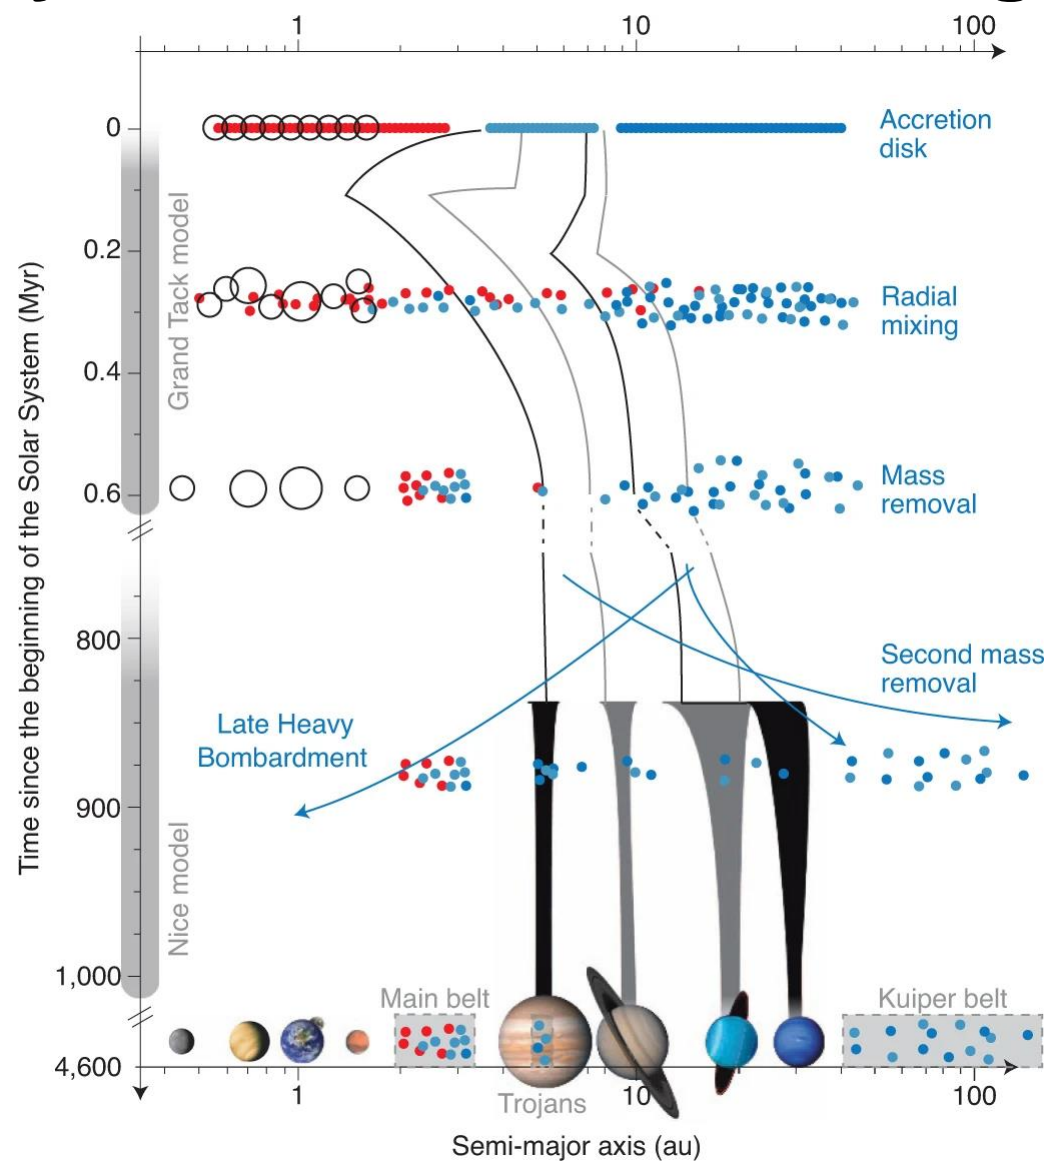 1 10 100
0
Accretion
disk
Grand Tack model
0.2
Radial
mixing
0.4
Mass
removal
0.6
Time since the beginning of the Solar System (Myr)
800
Second mass
removal
Late Heavy
Bombardment
900
Nice model
1,000
Main belt
Kuiper belt
4,600
1 10 100
Trojans
Semi-major axis (au)